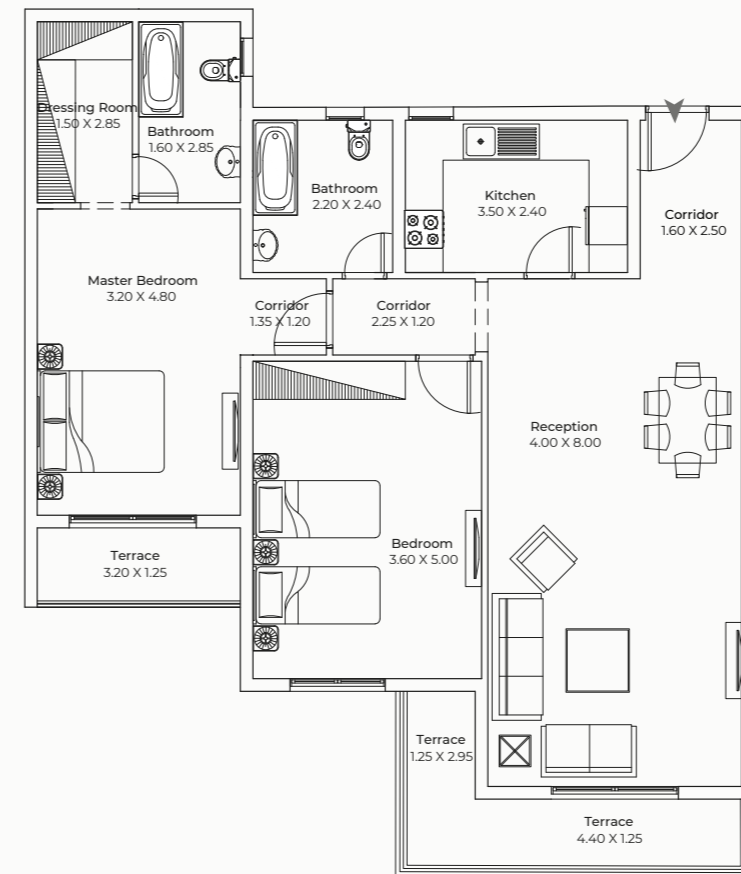 Dressing Room
1.50 X 2.85
Bathroom
1.60 X 2.85
Bathroom
2.20 X 2.40
Kitchen
3.50 X 2.40
Corridor
1.60 X 2.50
Master Bedroom
3.20 X 4.80
Corridor
1.35 X 1.20
Corridor
2.25 X 1.20
Reception
4.00 X 8.00
Terrace
3.20 X 1.25
Bedroom
3.60 X 5.00
Terrace
1.25 X 2.95
Terrace
4.40 X 1.25